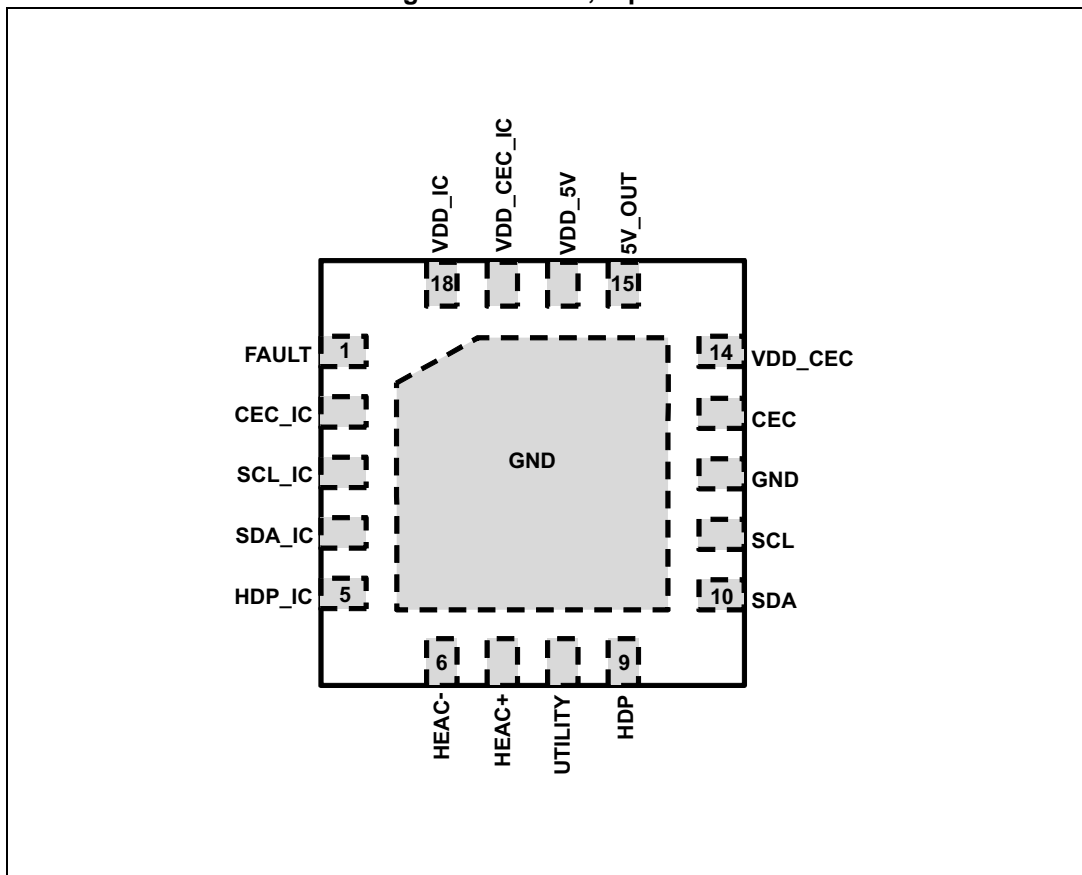 VDD_IC
VDD_CEC_IC
VDD_5V
5V_OUT
18
15
FAULT
1
14
VDD_CEC
CEC_IC
CEC
SCL_IC
GND
GND
SDA_IC
SCL
HDP_IC
5
10
SDA
6
9
HEAC-
HEAC+
UTILITY
HDP